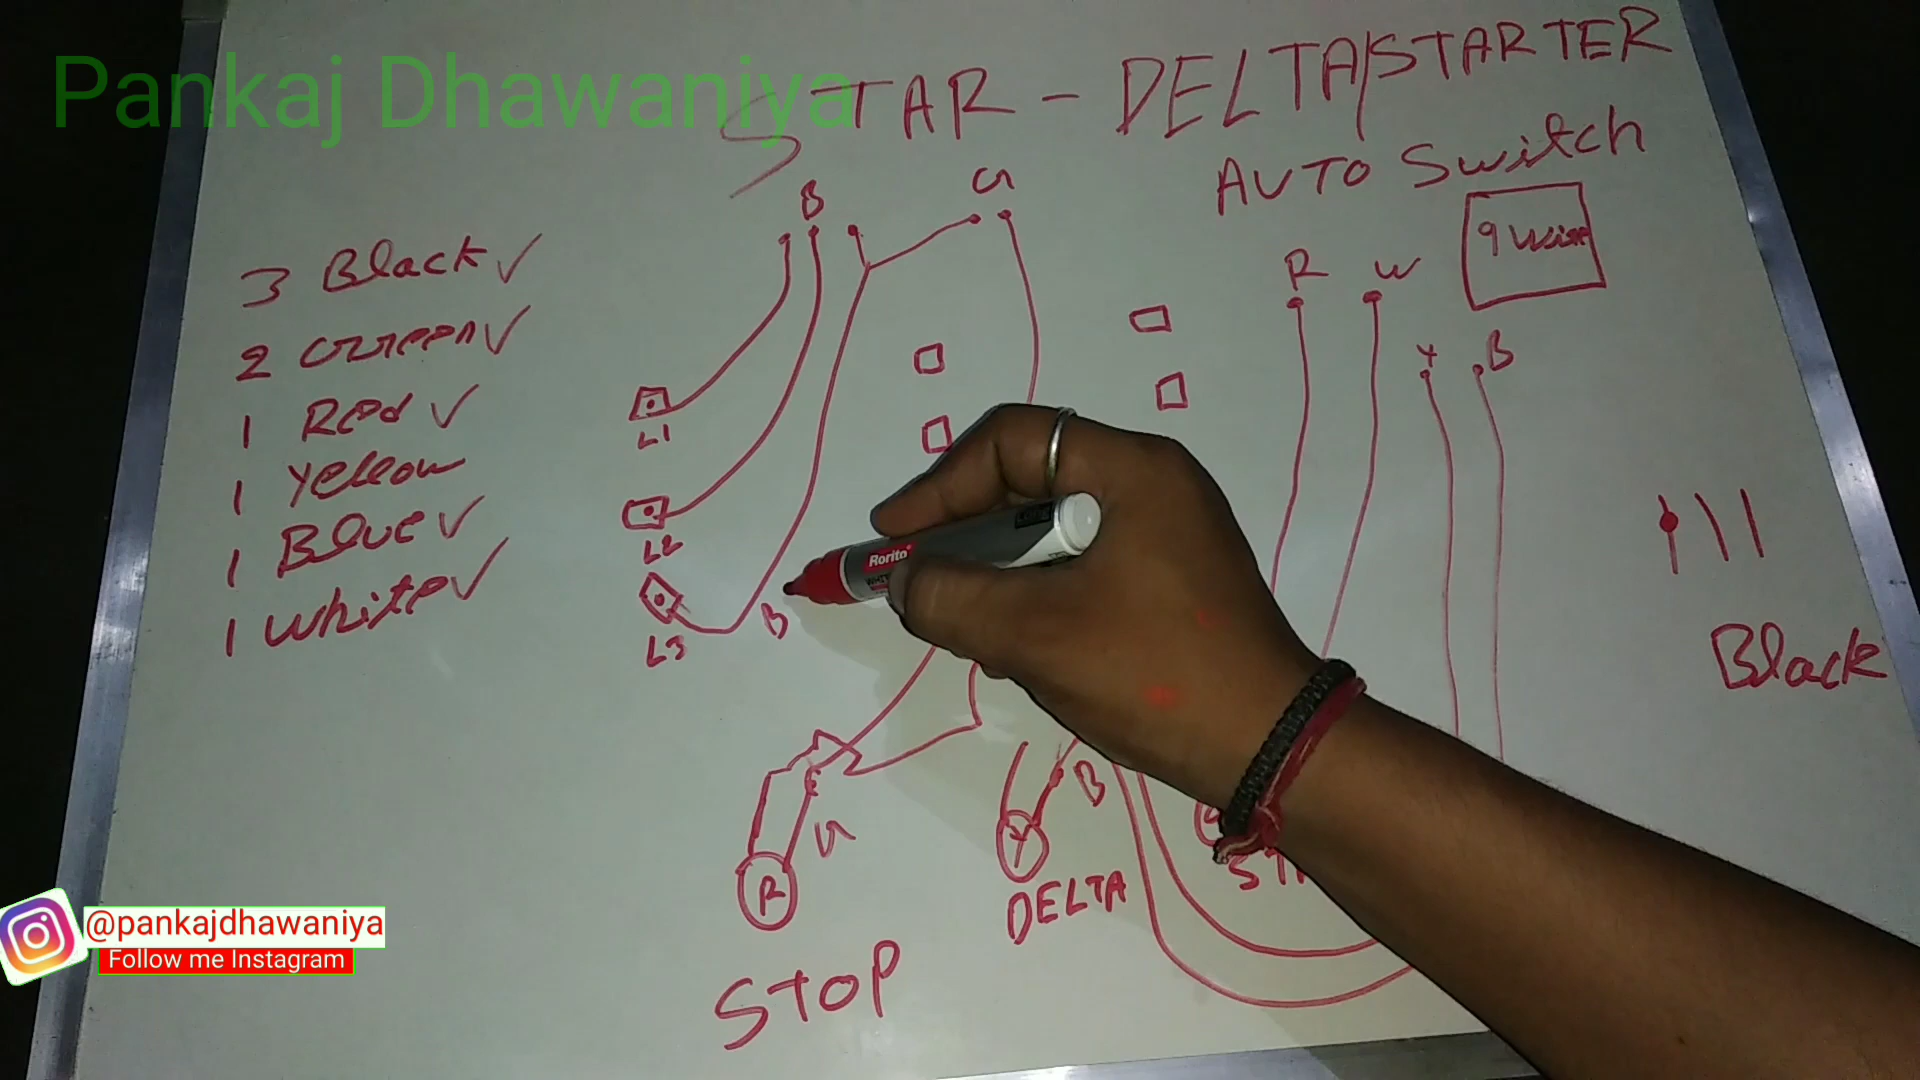 Pankaj Dhawaniya
STAR - DELTA/STARTER
AUTO Switch
9 Wire
3 Black✓
2 Green✓
1 Red✓
1 Yellow
1 Blue✓
1 White✓
B
G
R
W
Y
B
L1
L2
L3
B
Rorito
Black
B
G
R
Y
DELTA
STOP
@pankajdhawaniya
Follow me Instagram